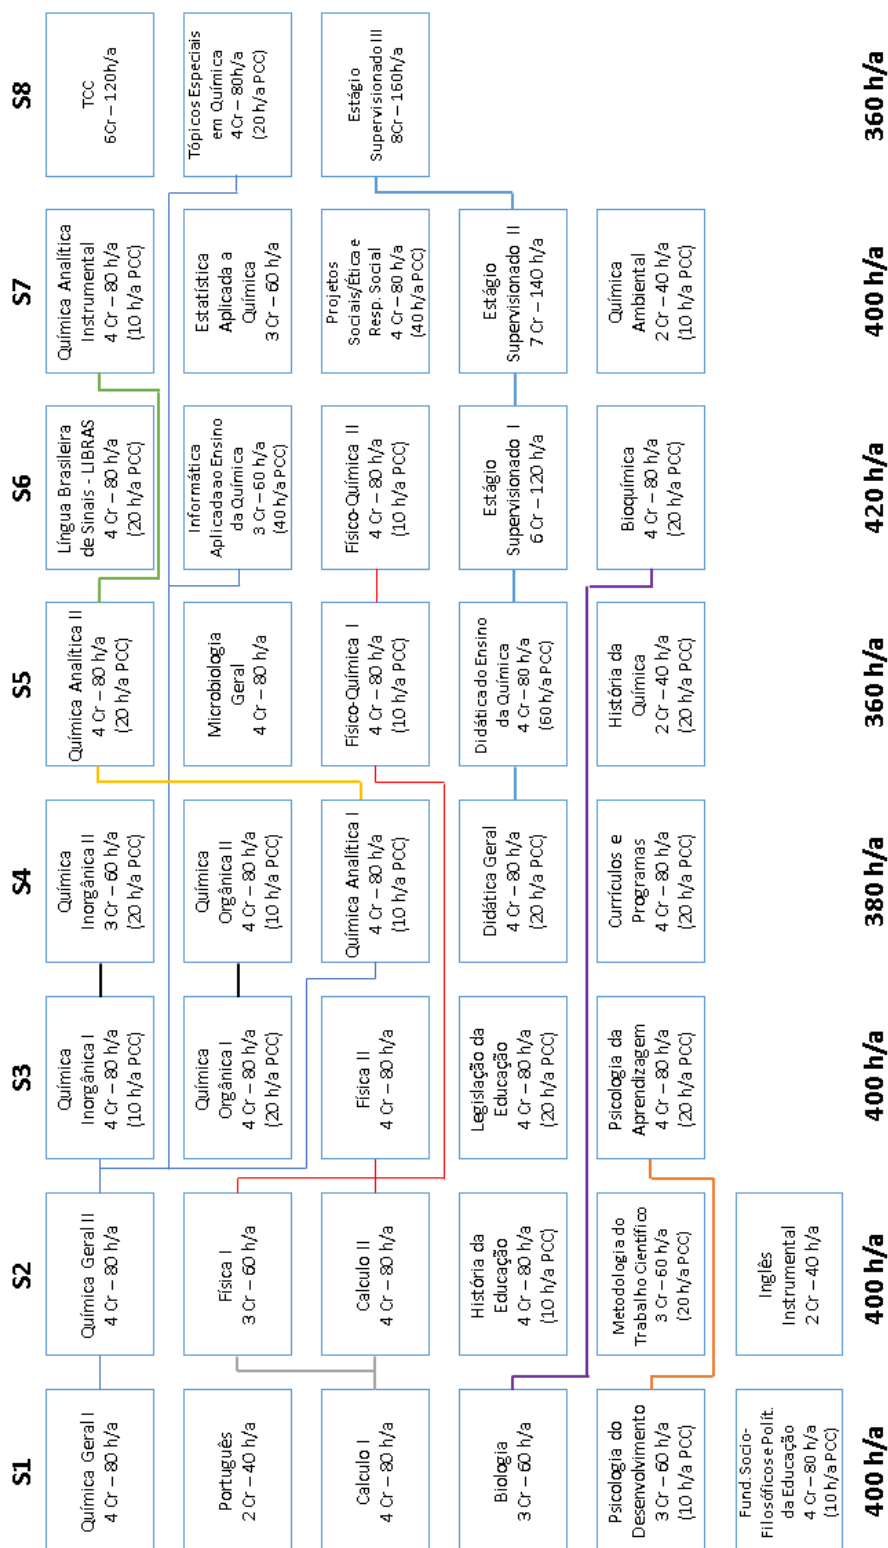 S1
Química Geral I
4 Cr – 80 h/a
Português
2 Cr – 40 h/a
Calculo I
4 Cr – 80 h/a
Biologia
3 Cr – 60 h/a
Psicologia do
Desenvolvimento
3 Cr – 60 h/a
(10 h/a PCC)
Fund. Socio-
Filosóficos e Polít.
da Educação
4 Cr – 80 h/a
(10 h/a PCC)
400 h/a
S2
Química Geral II
4 Cr – 80 h/a
Física I
3 Cr – 60 h/a
Calculo II
4 Cr – 80 h/a
História da
Educação
4 Cr – 80 h/a
(10 h/a PCC)
Metodologia do
Trabalho Científico
3 Cr – 60 h/a
(20 h/a PCC)
Inglês
Instrumental
2 Cr – 40 h/a
400 h/a
S3
Química
Inorgânica I
4 Cr – 80 h/a
(10 h/a PCC)
Química
Orgânica I
4 Cr – 80 h/a
(20 h/a PCC)
Física II
4 Cr – 80 h/a
Legislação da
Educação
4 Cr – 80 h/a
(20 h/a PCC)
Psicologia da
Aprendizagem
4 Cr – 80 h/a
(20 h/a PCC)
400 h/a
S4
Química
Inorgânica II
3 Cr – 60 h/a
(20 h/a PCC)
Química
Orgânica II
4 Cr – 80 h/a
(10 h/a PCC)
Química Analítica I
4 Cr – 80 h/a
(10 h/a PCC)
Didática Geral
4 Cr – 80 h/a
(20 h/a PCC)
Currículos e
Programas
4 Cr – 80 h/a
(20 h/a PCC)
380 h/a
S5
Química Analítica II
4 Cr – 80 h/a
(20 h/a PCC)
Microbiologia
Geral
4 Cr – 80 h/a
Físico-Química I
4 Cr – 80 h/a
(10 h/a PCC)
Didática do Ensino
da Química
4 Cr – 80 h/a
(60 h/a PCC)
História da
Química
2 Cr – 40 h/a
(20 h/a PCC)
360 h/a
S6
Língua Brasileira
de Sinais - LIBRAS
4 Cr – 80 h/a
(20 h/a PCC)
Informática
Aplicada ao Ensino
da Química
3 Cr – 60 h/a
(40 h/a PCC)
Físico-Química II
4 Cr – 80 h/a
(10 h/a PCC)
Estágio
Supervisionado I
6 Cr – 120 h/a
Bioquímica
4 Cr – 80 h/a
(20 h/a PCC)
420 h/a
S7
Química Analítica
Instrumental
4 Cr – 80 h/a
(10 h/a PCC)
Estatística
Aplicada a
Química
3 Cr – 60 h/a
Projetos
Sociais/Ética e
Resp. Social
4 Cr – 80 h/a
(40 h/a PCC)
Estágio
Supervisionado II
7 Cr – 140 h/a
Química
Ambiental
2 Cr – 40 h/a
(10 h/a PCC)
400 h/a
S8
TCC
6Cr – 120h/a
Tópicos Especiais
em Química
4Cr – 80h/a
(20 h/a PCC)
Estágio
Supervisionado III
8Cr – 160h/a
360 h/a